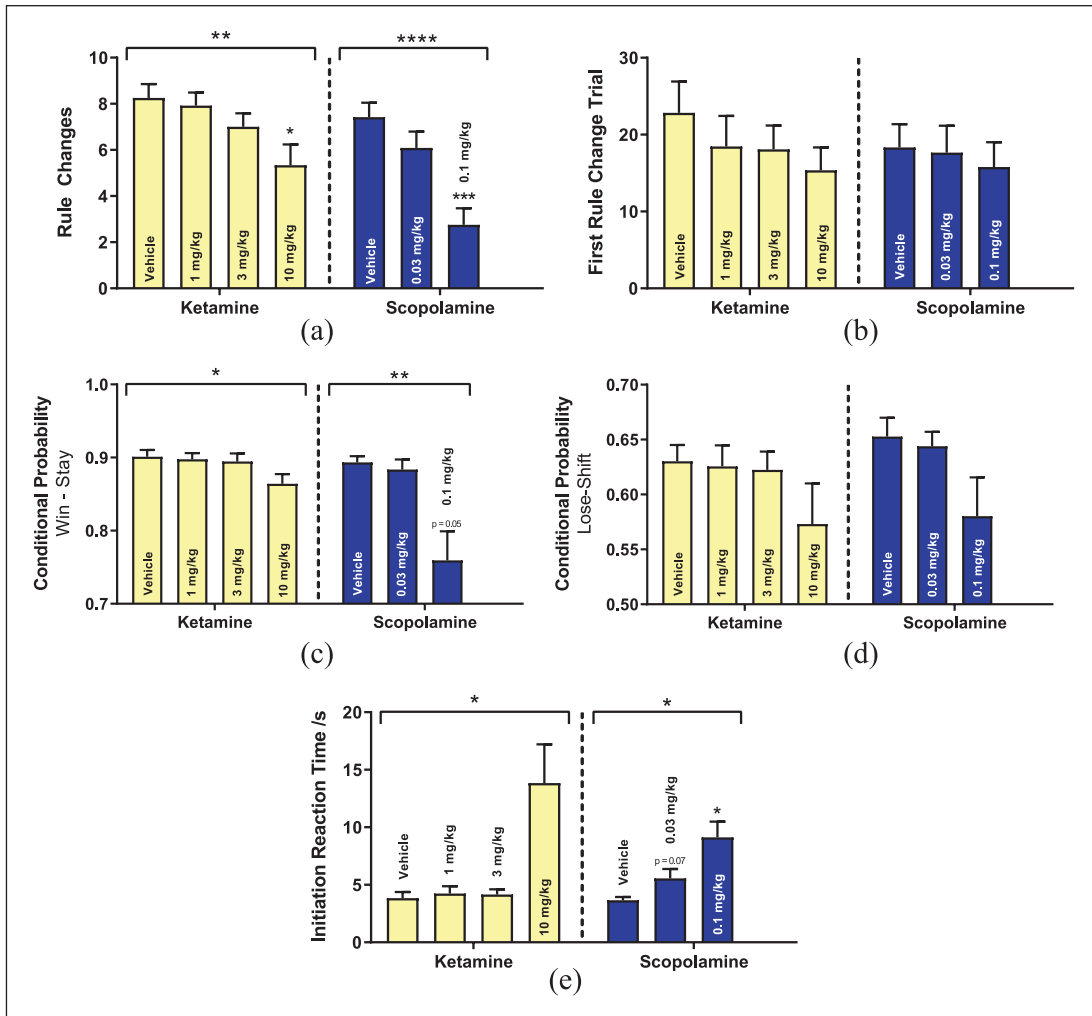 **
****
10
8
6
4
2
0
Rule Changes
Vehicle
1 mg/kg
3 mg/kg
*
10 mg/kg
Vehicle
0.03 mg/kg
***
0.1 mg/kg
Ketamine
Scopolamine
(a)
30
20
10
0
First Rule Change Trial
Vehicle
1 mg/kg
3 mg/kg
10 mg/kg
Vehicle
0.03 mg/kg
0.1 mg/kg
Ketamine
Scopolamine
(b)
*
**
1.0
0.9
0.8
0.7
Conditional Probability
Win - Stay
Vehicle
1 mg/kg
3 mg/kg
10 mg/kg
Vehicle
0.03 mg/kg
0.1 mg/kg
p = 0.05
Ketamine
Scopolamine
(c)
0.70
0.65
0.60
0.55
0.50
Conditional Probability
Lose-Shift
Vehicle
1 mg/kg
3 mg/kg
10 mg/kg
Vehicle
0.03 mg/kg
0.1 mg/kg
Ketamine
Scopolamine
(d)
*
*
20
15
10
5
0
Initiation Reaction Time /s
Vehicle
1 mg/kg
3 mg/kg
10 mg/kg
Vehicle
0.03 mg/kg
p = 0.07
*
0.1 mg/kg
Ketamine
Scopolamine
(e)